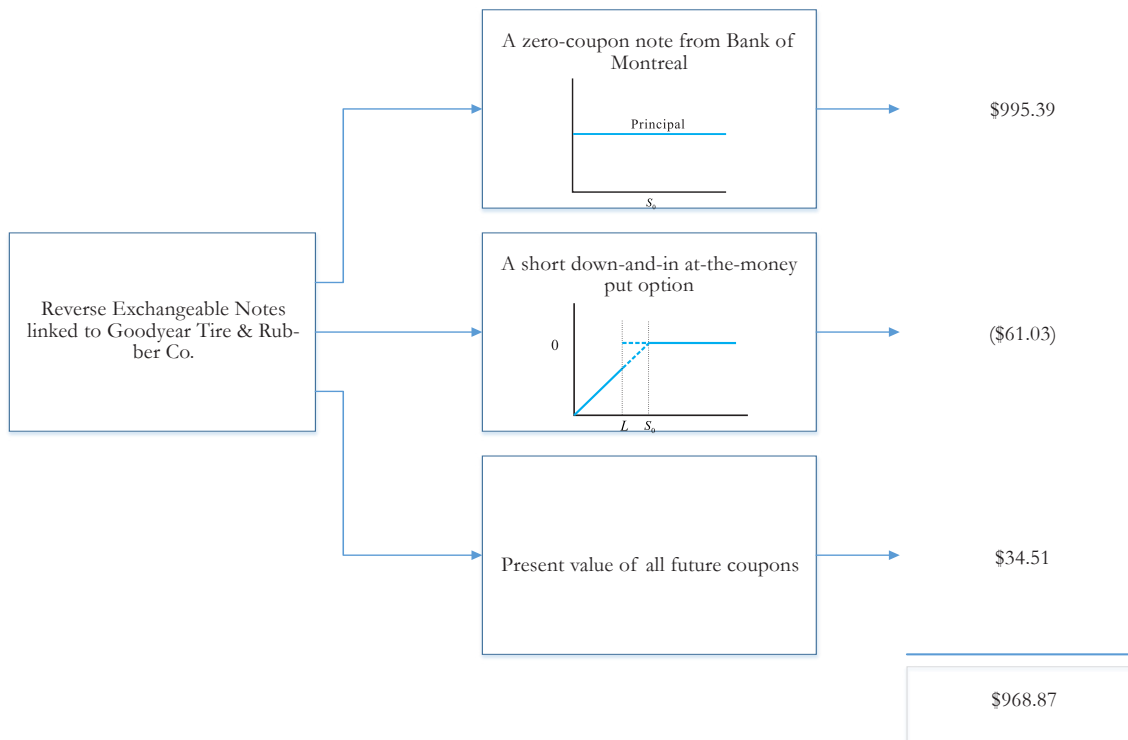 A zero-coupon note from Bank of
Montreal
Principal
S₀
$995.39
Reverse Exchangeable Notes
linked to Goodyear Tire & Rub-
ber Co.
A short down-and-in at-the-money
put option
0
L S₀
($61.03)
Present value of all future coupons
$34.51
$968.87